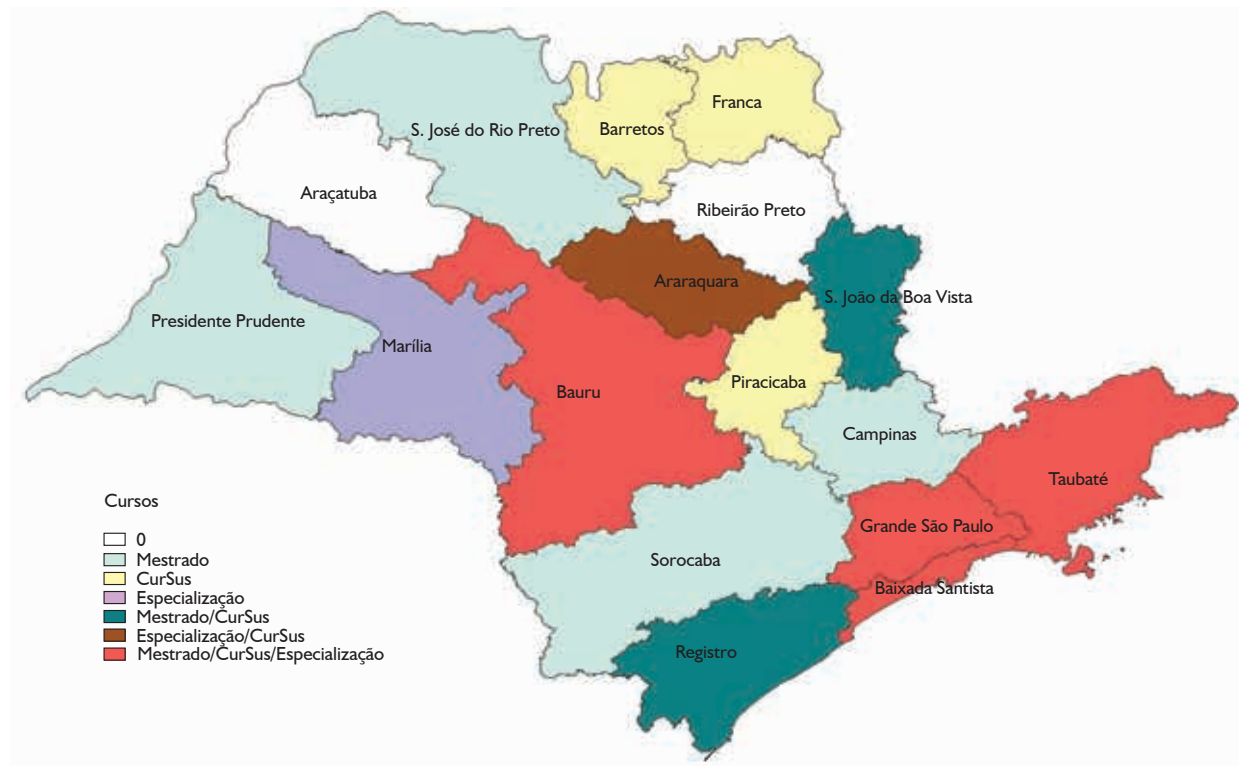 Franca
S. José do Rio Preto
Barretos
Araçatuba
Ribeirão Preto
Araraquara
S. João da Boa Vista
Presidente Prudente
Marília
Piracicaba
Bauru
Campinas
Taubaté
Grande São Paulo
Sorocaba
Baixada Santista
Registro
Cursos
0
Mestrado
CurSus
Especialização
Mestrado/CurSus
Especialização/CurSus
Mestrado/CurSus/Especialização